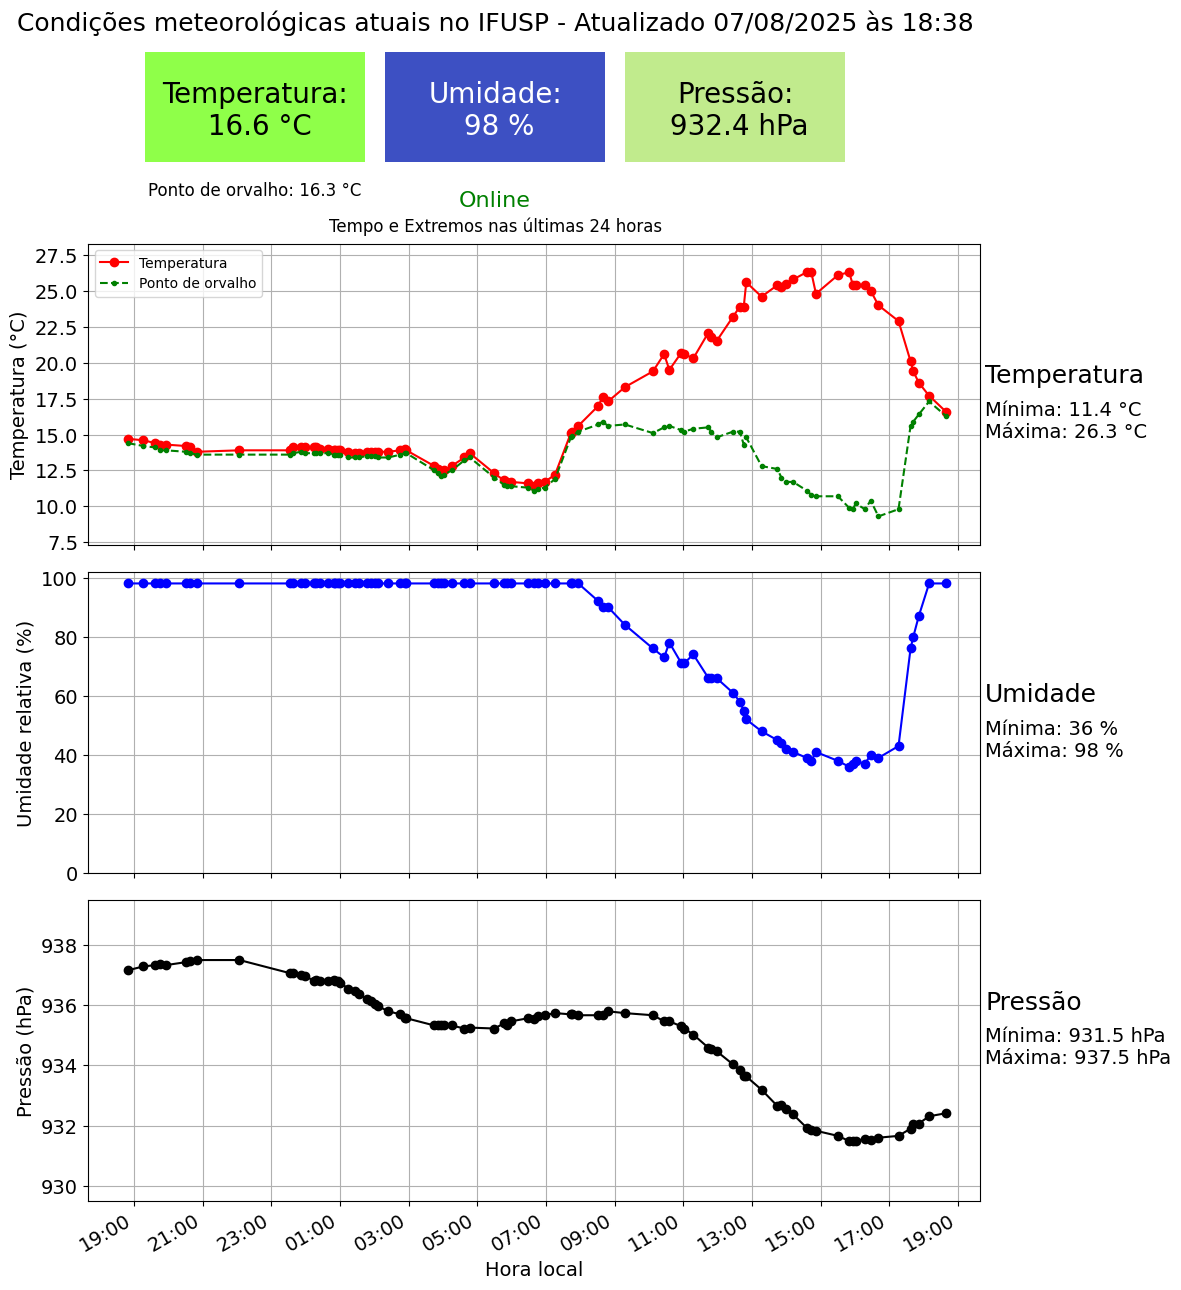 Condições meteorológicas atuais no IFUSP - Atualizado 07/08/2025 às 18:38
Temperatura:
16.6 °C
Umidade:
98 %
Pressão:
932.4 hPa
Ponto de orvalho: 16.3 °C
Online
Tempo e Extremos nas últimas 24 horas
Temperatura
Ponto de orvalho
Temperatura (°C)
27.5
25.0
22.5
20.0
17.5
15.0
12.5
10.0
7.5
Temperatura
Mínima: 11.4 °C
Máxima: 26.3 °C
Umidade relativa (%)
100
80
60
40
20
0
Umidade
Mínima: 36 %
Máxima: 98 %
Pressão (hPa)
938
936
934
932
930
Pressão
Mínima: 931.5 hPa
Máxima: 937.5 hPa
19:00
21:00
23:00
01:00
03:00
05:00
07:00
09:00
11:00
13:00
15:00
17:00
19:00
Hora local